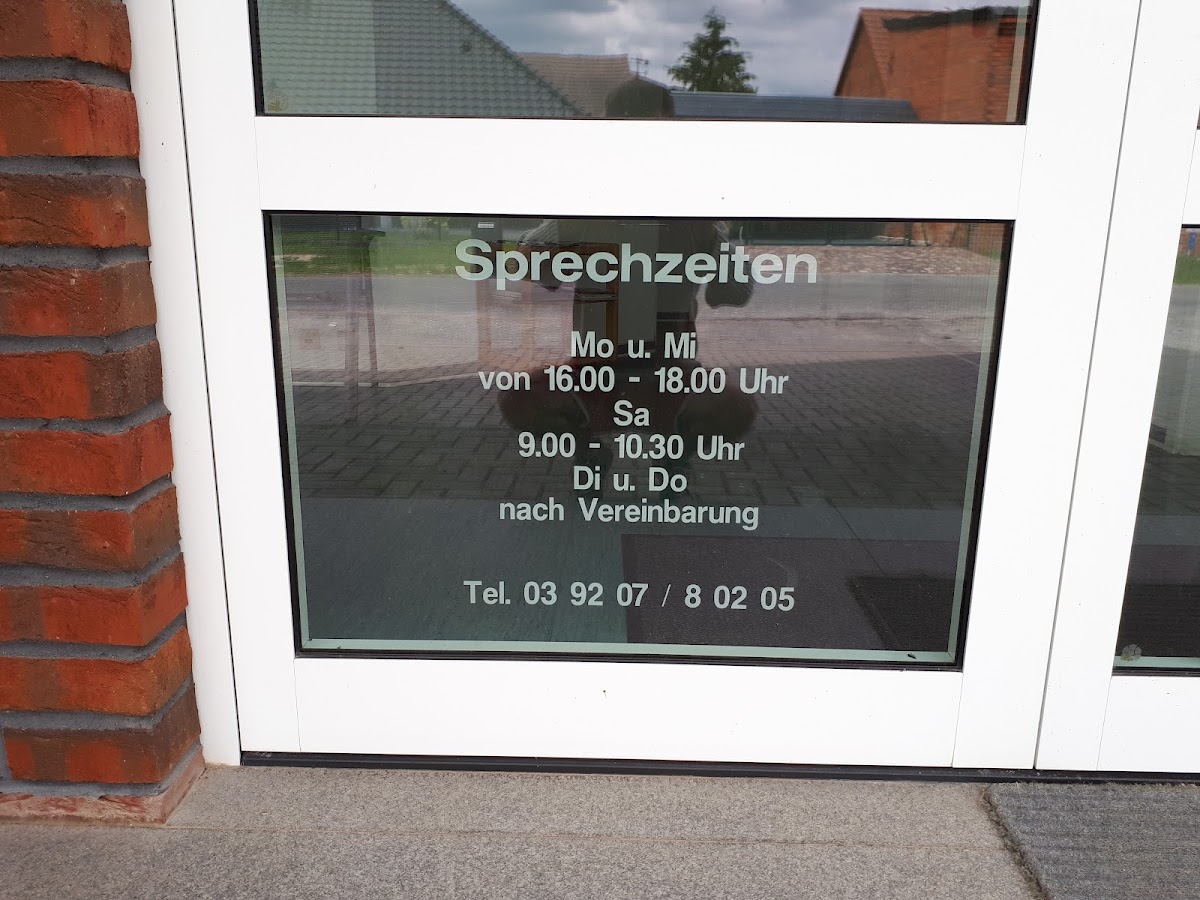 Sprechzeiten
Mo u. Mi
von 16.00 - 18.00 Uhr
Sa
9.00 - 10.30 Uhr
Di u. Do
nach Vereinbarung
Tel. 03 92 07 / 8 02 05